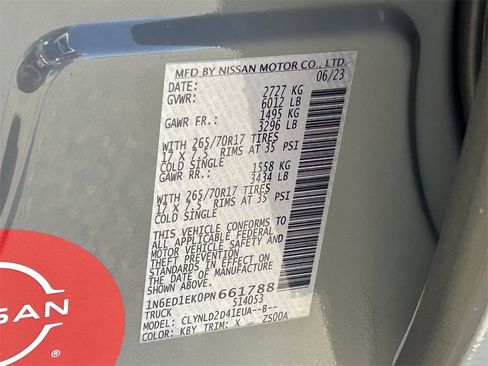 MFD BY NISSAN MOTOR CO., LTD.
DATE: 06/23
GVWR: 2727 KG
6012 LB
GAWR FR.: 1495 KG
3296 LB
WITH 265/70R17 TIRES
17 X 7.5 RIMS AT 35 PSI
COLD SINGLE
GAWR RR.: 1558 KG
3434 LB
WITH 265/70R17 TIRES
17 X 7.5 RIMS AT 35 PSI
COLD SINGLE
THIS VEHICLE CONFORMS TO
ALL APPLICABLE FEDERAL
MOTOR VEHICLE SAFETY AND
THEFT PREVENTION
STANDARDS IN EFFECT ON
THE DATE OF MANUFACTURE
SHOWN ABOVE.
1N6ED1EK0PN661788
TRUCK 514053
MODEL: CLYNLD2D41EUA--B--
COLOR: KBY TRIM: X Z500A
NISSAN